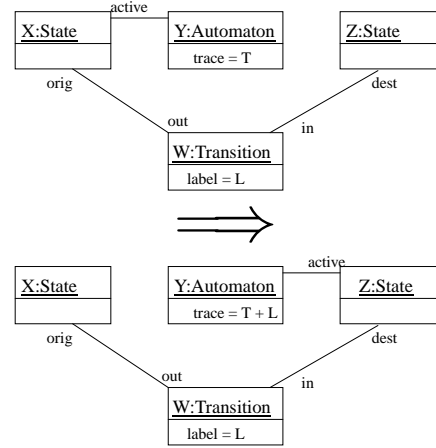 active
X:State Y:Automaton Z:State
trace = T
orig dest
out in
W:Transition
label = L
active
X:State Y:Automaton Z:State
trace = T + L
orig dest
out in
W:Transition
label = L